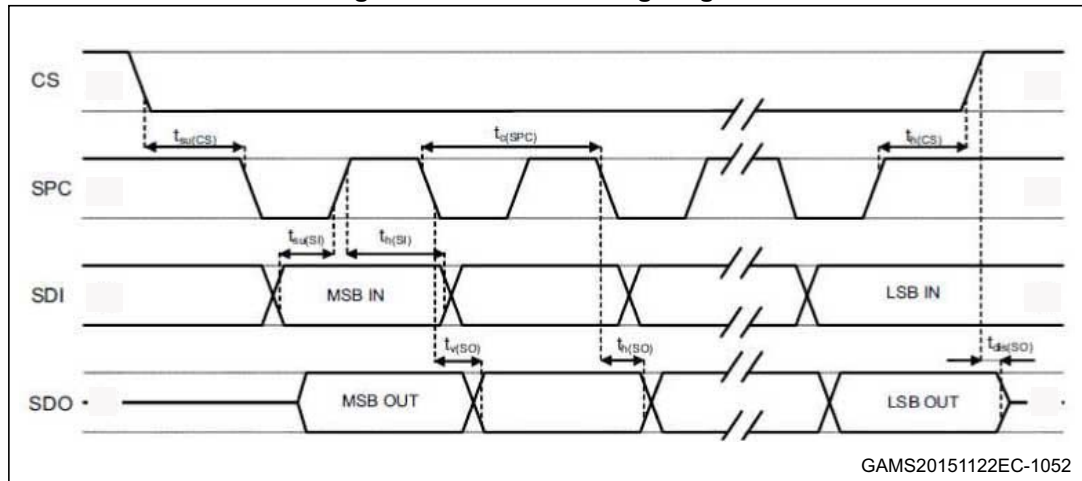 CS
tsu(CS)
tc(SPC)
th(CS)
SPC
tsu(SI)
th(SI)
SDI
MSB IN
LSB IN
tv(SO)
th(SO)
tdis(SO)
SDO
MSB OUT
LSB OUT
GAMS20151122EC-1052